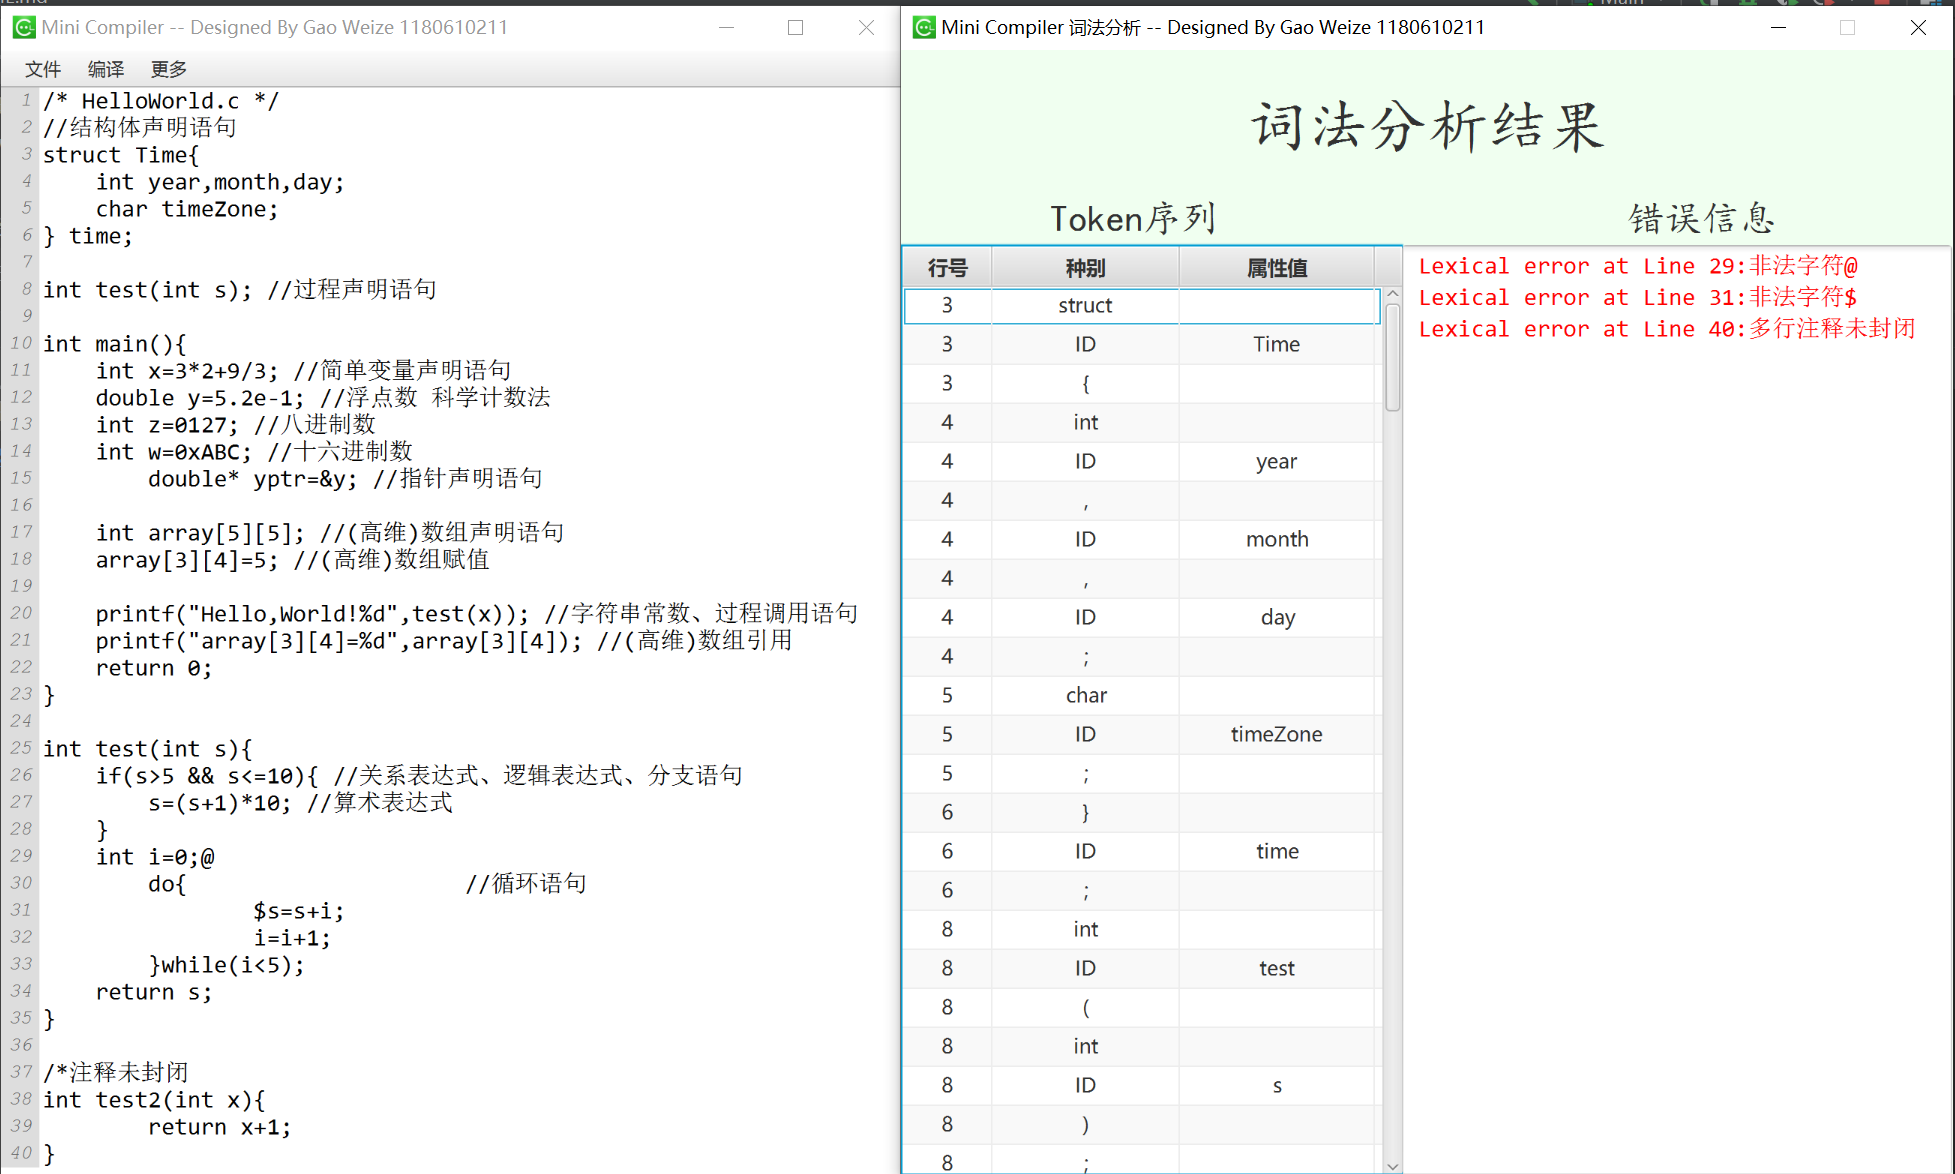 Mini Compiler -- Designed By Gao Weize 1180610211
文件 编译 更多
1 /* HelloWorld.c */
2 //结构体声明语句
3 struct Time{
4     int year,month,day;
5     char timeZone;
6 } time;
7
8 int test(int s); //过程声明语句
9
10 int main(){
11     int x=3*2+9/3; //简单变量声明语句
12     double y=5.2e-1; //浮点数 科学计数法
13     int z=0127; //八进制数
14     int w=0xABC; //十六进制数
15         double* yptr=&y; //指针声明语句
16
17     int array[5][5]; //(高维)数组声明语句
18     array[3][4]=5; //(高维)数组赋值
19
20     printf("Hello,World!%d",test(x)); //字符串常数、过程调用语句
21     printf("array[3][4]=%d",array[3][4]); //(高维)数组引用
22     return 0;
23 }
24
25 int test(int s){
26     if(s>5 && s<=10){ //关系表达式、逻辑表达式、分支语句
27         s=(s+1)*10; //算术表达式
28     }
29     int i=0;@
30         do{                     //循环语句
31                 $s=s+i;
32                 i=i+1;
33         }while(i<5);
34     return s;
35 }
36
37 /*注释未封闭
38 int test2(int x){
39         return x+1;
40 }
Mini Compiler 词法分析 -- Designed By Gao Weize 1180610211
词法分析结果
Token序列
行号 种别 属性值
3 struct
3 ID Time
3 {
4 int
4 ID year
4 ,
4 ID month
4 ,
4 ID day
4 ;
5 char
5 ID timeZone
5 ;
6 }
6 ID time
6 ;
8 int
8 ID test
8 (
8 int
8 ID s
8 )
8 ;
错误信息
Lexical error at Line 29:非法字符@
Lexical error at Line 31:非法字符$
Lexical error at Line 40:多行注释未封闭